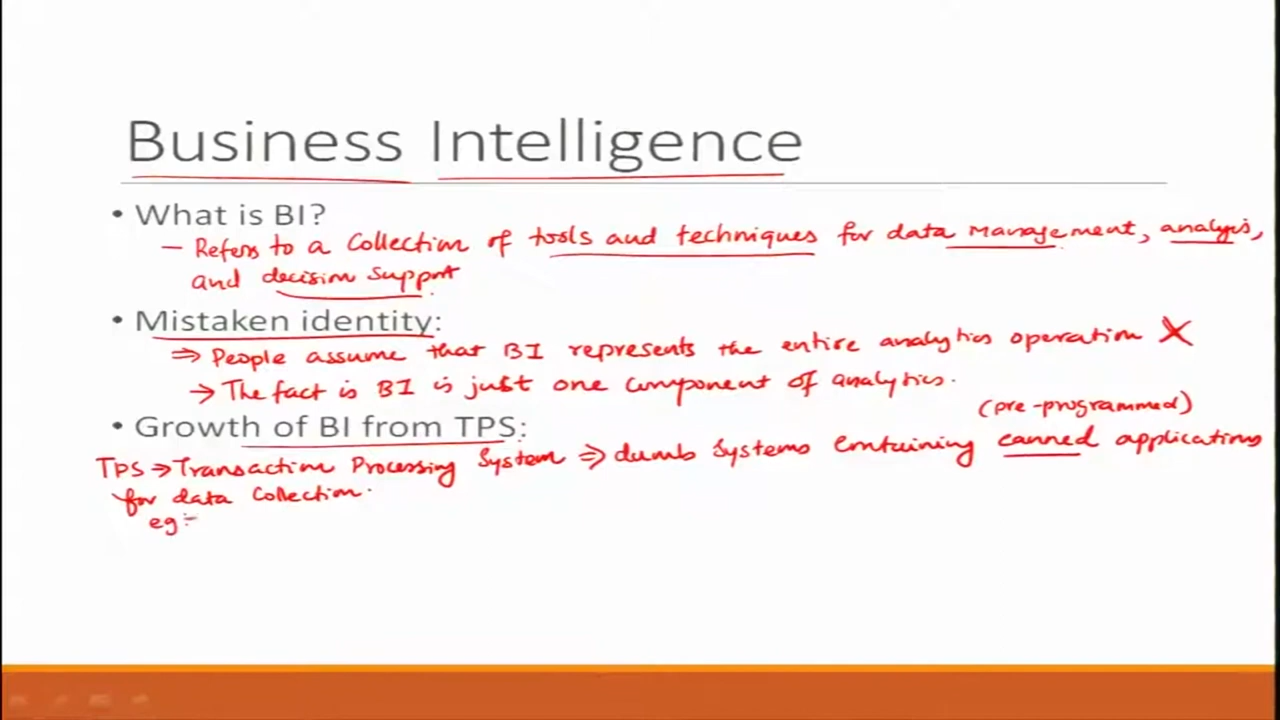 Business Intelligence
• What is BI?
– Refers to a collection of tools and techniques for data management, analysis,
and decision support.
• Mistaken identity:
⇒ People assume that BI represents the entire analytics operation X
→ The fact is BI is just one component of analytics.
(pre-programmed)
• Growth of BI from TPS:
TPS → Transaction Processing System ⇒ dumb systems containing canned applications
for data collection.
eg:-